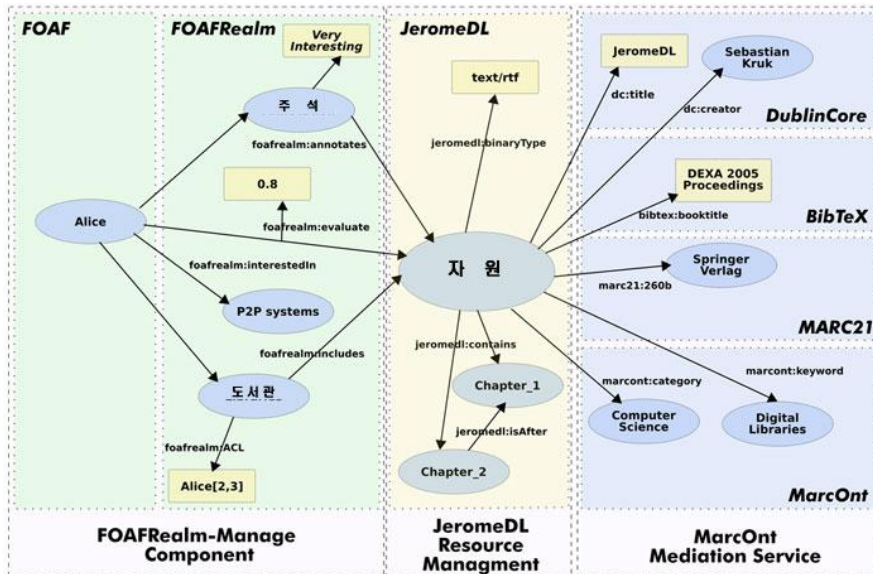 FOAF
FOAFRealm
JeromeDL
Very
Interesting
주 석
foafrealm:annotates
0.8
foafrealm:evaluate
Alice
foafrealm:interestedIn
P2P systems
foafrealm:includes
도서관
foafrealm:ACL
Alice[2,3]
text/rtf
jeromedl:binaryType
자 원
jeromedl:contains
Chapter_1
jeromedl:isAfter
Chapter_2
JeromeDL
dc:title
Sebastian
Kruk
dc:creator
DublinCore
DEXA 2005
Proceedings
bibtex:booktitle
BibTeX
Springer
Verlag
marc21:260b
MARC21
marcont:keyword
marcont:category
Computer
Science
Digital
Libraries
MarcOnt
FOAFRealm-Manage
Component
JeromeDL
Resource
Managment
MarcOnt
Mediation Service